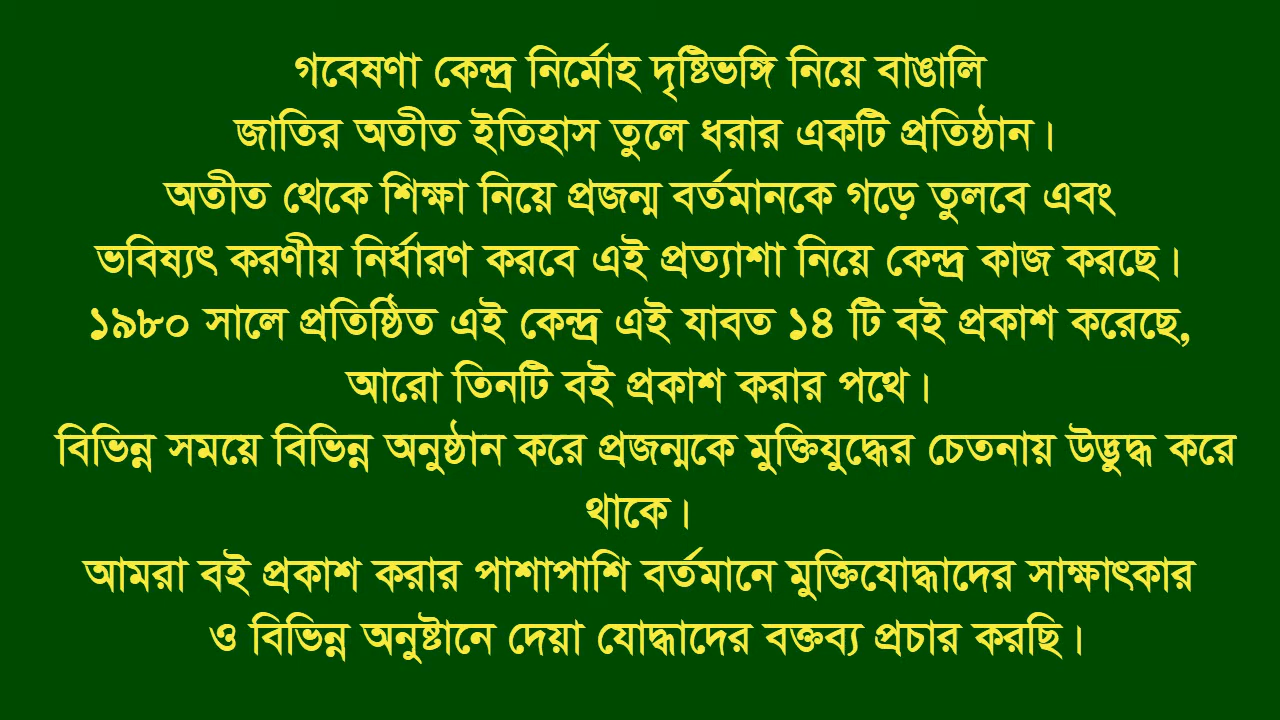 গবেষণা কেন্দ্র নির্মোহ দৃষ্টিভঙ্গি নিয়ে বাঙালি
জাতির অতীত ইতিহাস তুলে ধরার একটি প্রতিষ্ঠান।
অতীত থেকে শিক্ষা নিয়ে প্রজন্ম বর্তমানকে গড়ে তুলবে এবং
ভবিষ্যৎ করণীয় নির্ধারণ করবে এই প্রত্যাশা নিয়ে কেন্দ্র কাজ করছে।
১৯৮০ সালে প্রতিষ্ঠিত এই কেন্দ্র এই যাবত ১৪ টি বই প্রকাশ করেছে,
আরো তিনটি বই প্রকাশ করার পথে।
বিভিন্ন সময়ে বিভিন্ন অনুষ্ঠান করে প্রজন্মকে মুক্তিযুদ্ধের চেতনায় উদ্ভুদ্ধ করে
থাকে।
আমরা বই প্রকাশ করার পাশাপাশি বর্তমানে মুক্তিযোদ্ধাদের সাক্ষাৎকার
ও বিভিন্ন অনুষ্টানে দেয়া যোদ্ধাদের বক্তব্য প্রচার করছি।